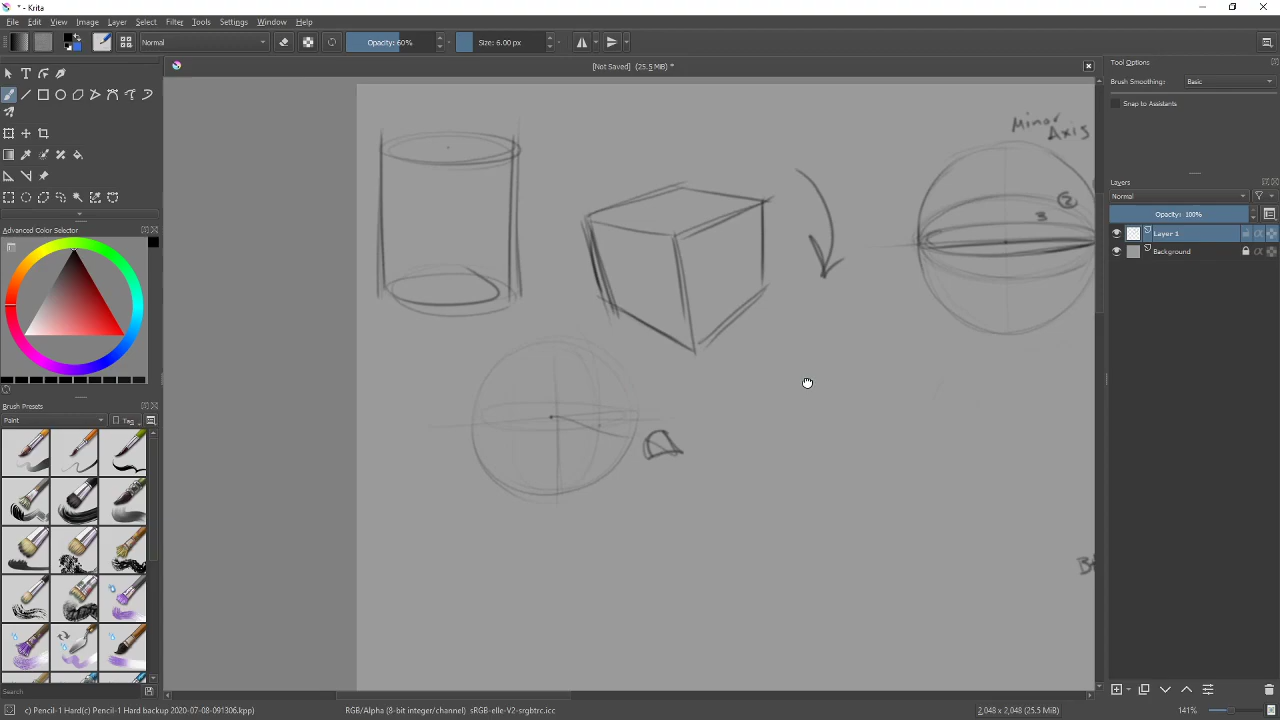 * - Krita
File Edit View Image Layer Select Filter Tools Settings Window Help
Normal Opacity: 60% Size: 6.00 px
[Not Saved] (25.5 MiB) *
Tool Options
Brush Smoothing: Basic
Snap to Assistants
Layers
Normal
Opacity: 100%
Layer 1
Background
Advanced Color Selector
Brush Presets
Paint
Tag
Search
Minor
Axis
2
3
c) Pencil-1 Hard(c) Pencil-1 Hard backup 2020-07-08-091306.kpp)
RGB/Alpha (8-bit integer/channel) sRGB-elle-V2-srgbtrc.icc
2,048 x 2,048 (25.5 MiB)
141%